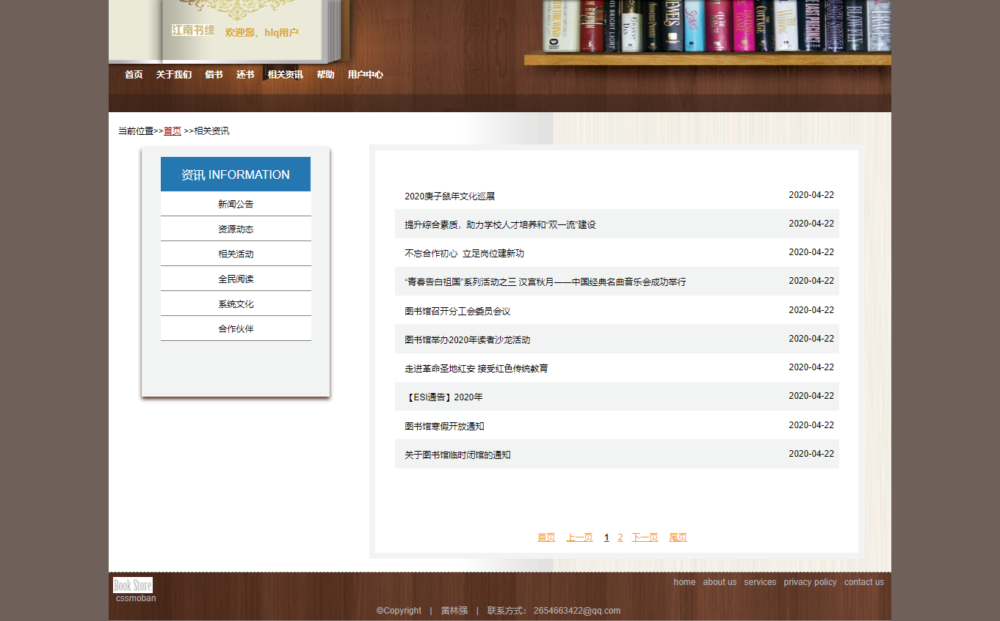 江南书缘 欢迎您，hlq用户
首页 关于我们 借书 还书 相关资讯 帮助 用户中心
当前位置>>首页 >>相关资讯
资讯 INFORMATION
新闻公告
资源动态
相关活动
全民阅读
系统文化
合作伙伴
2020庚子鼠年文化巡展 2020-04-22
提升综合素质，助力学校人才培养和“双一流”建设 2020-04-22
不忘合作初心 立足岗位建新功 2020-04-22
“青春告白祖国”系列活动之三 汉宫秋月——中国经典名曲音乐会成功举行 2020-04-22
图书馆召开分工会委员会议 2020-04-22
图书馆举办2020年读者沙龙活动 2020-04-22
走进革命圣地红安 接受红色传统教育 2020-04-22
【ESI通告】2020年 2020-04-22
图书馆寒假开放通知 2020-04-22
关于图书馆临时闭馆的通知 2020-04-22
首页 上一页 1 2 下一页 尾页
Book Store
cssmoban
home about us services privacy policy contact us
©Copyright | 黄林强 | 联系方式： 2654663422@qq.com